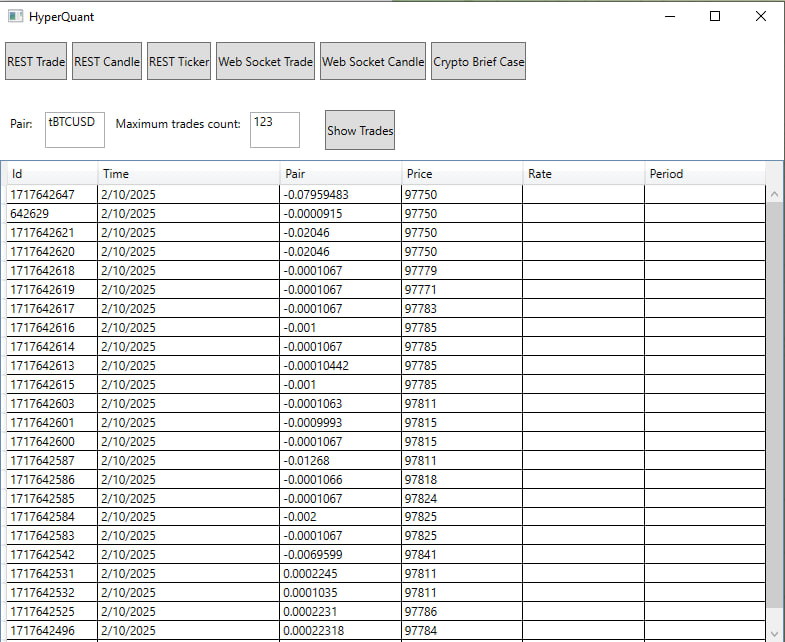 HyperQuant
REST Trade REST Candle REST Ticker Web Socket Trade Web Socket Candle Crypto Brief Case
Pair: tBTCUSD Maximum trades count: 123 Show Trades
Id Time Pair Price Rate Period
1717642647 2/10/2025 -0.07959483 97750
642629 2/10/2025 -0.0000915 97750
1717642621 2/10/2025 -0.02046 97750
1717642620 2/10/2025 -0.02046 97750
1717642618 2/10/2025 -0.0001067 97779
1717642619 2/10/2025 -0.0001067 97771
1717642617 2/10/2025 -0.0001067 97783
1717642616 2/10/2025 -0.001 97785
1717642614 2/10/2025 -0.0001067 97785
1717642613 2/10/2025 -0.00010442 97785
1717642615 2/10/2025 -0.001 97785
1717642603 2/10/2025 -0.0001063 97811
1717642601 2/10/2025 -0.0009993 97815
1717642600 2/10/2025 -0.0001067 97815
1717642587 2/10/2025 -0.01268 97811
1717642586 2/10/2025 -0.0001066 97818
1717642585 2/10/2025 -0.0001067 97824
1717642584 2/10/2025 -0.002 97825
1717642583 2/10/2025 -0.0001067 97825
1717642542 2/10/2025 -0.0069599 97841
1717642531 2/10/2025 0.0002245 97811
1717642532 2/10/2025 0.0001035 97811
1717642525 2/10/2025 0.0002231 97786
1717642496 2/10/2025 0.00022318 97784